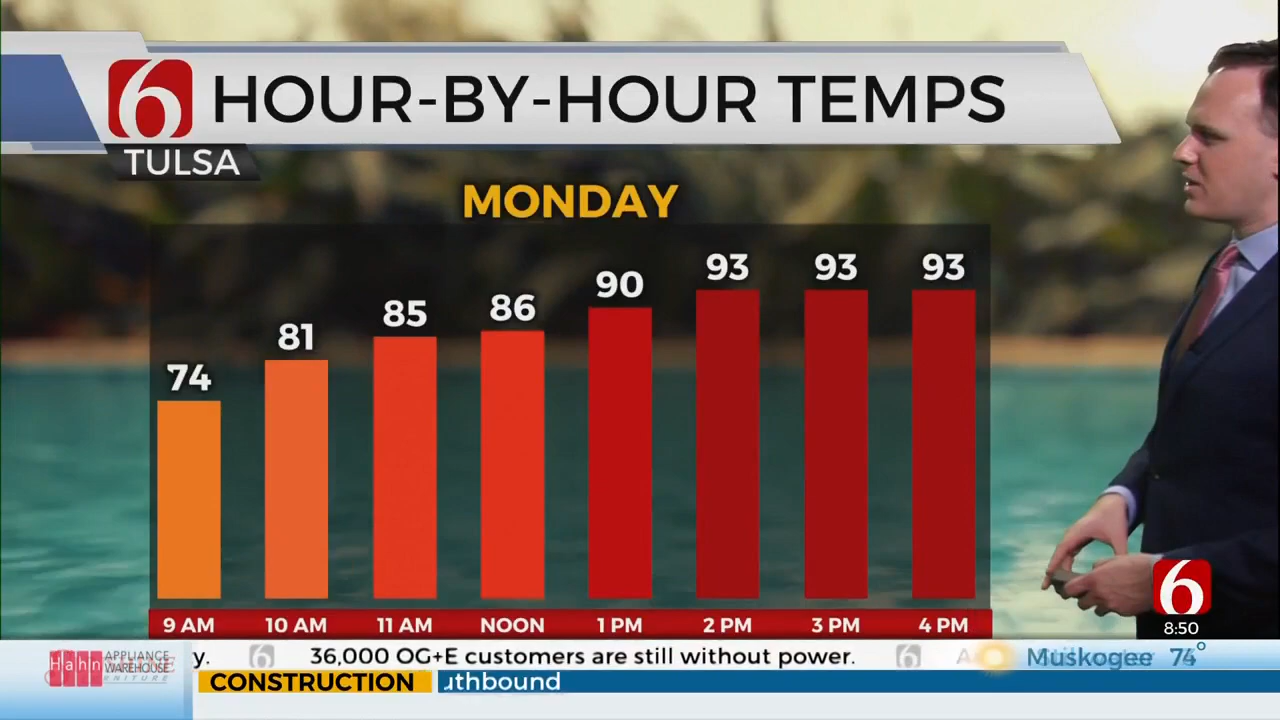 6 HOUR-BY-HOUR TEMPS
TULSA
MONDAY
74 81 85 86 90 93 93 93
9 AM 10 AM 11 AM NOON 1 PM 2 PM 3 PM 4 PM
6
8:50
Hahn APPLIANCE WAREHOUSE
y. 6 36,000 OG+E customers are still without power. 6 A
Muskogee 74°
CONSTRUCTION uthbound